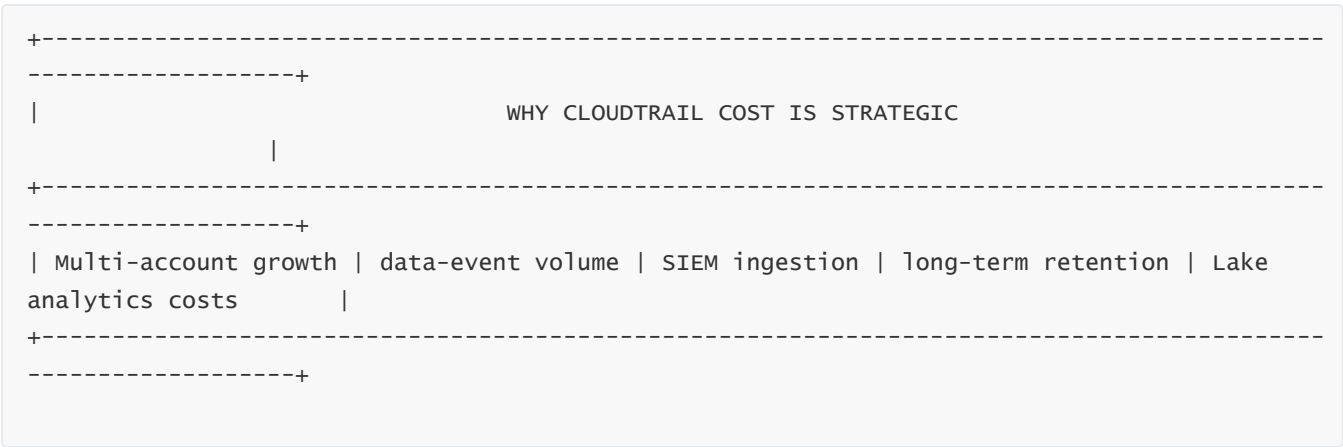 +-------------------------------------------------------------------------------------------
-------------------+
|                                 WHY CLOUDTRAIL COST IS STRATEGIC
                 |
+-------------------------------------------------------------------------------------------
-------------------+
| Multi-account growth | data-event volume | SIEM ingestion | long-term retention | Lake
analytics costs       |
+-------------------------------------------------------------------------------------------
-------------------+